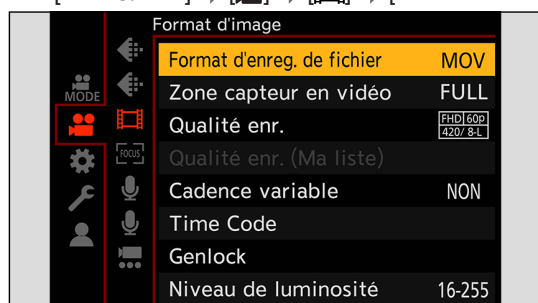 Format d'image
Format d'enreg. de fichier MOV
MODE
Zone capteur en vidéo FULL
Qualité enr. FHD 60p
420/ 8-L
FOCUS
Qualité enr. (Ma liste)
Cadence variable NON
Time Code
Genlock
Niveau de luminosité 16-255